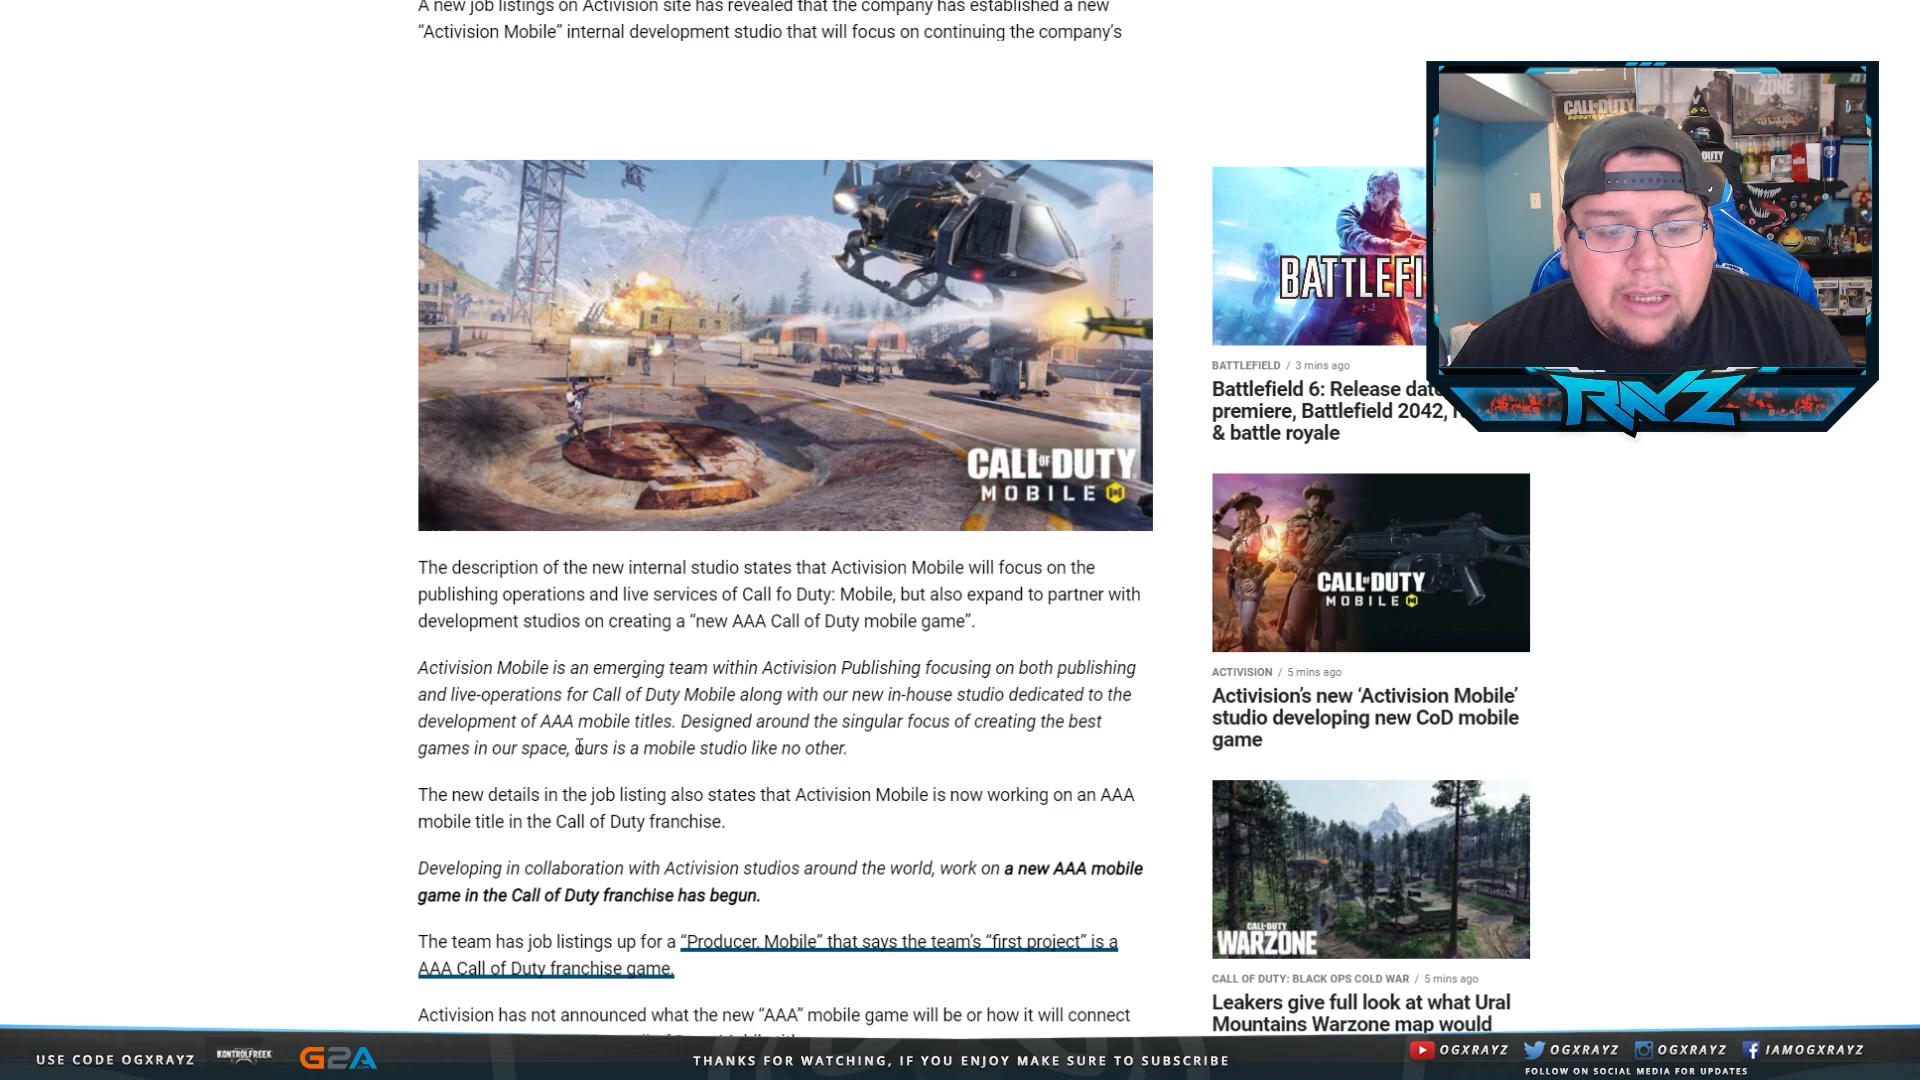 A new job listings on Activision site has revealed that the company has established a new
“Activision Mobile” internal development studio that will focus on continuing the company’s
CALL OF DUTY
MOBILE
The description of the new internal studio states that Activision Mobile will focus on the
publishing operations and live services of Call fo Duty: Mobile, but also expand to partner with
development studios on creating a “new AAA Call of Duty mobile game”.
Activision Mobile is an emerging team within Activision Publishing focusing on both publishing
and live-operations for Call of Duty Mobile along with our new in-house studio dedicated to the
development of AAA mobile titles. Designed around the singular focus of creating the best
games in our space, ours is a mobile studio like no other.
The new details in the job listing also states that Activision Mobile is now working on an AAA
mobile title in the Call of Duty franchise.
Developing in collaboration with Activision studios around the world, work on a new AAA mobile
game in the Call of Duty franchise has begun.
The team has job listings up for a “Producer, Mobile” that says the team’s “first project” is a
AAA Call of Duty franchise game.
Activision has not announced what the new “AAA” mobile game will be or how it will connect
BATTLEFI
BATTLEFIELD / 3 mins ago
Battlefield 6: Release dat
premiere, Battlefield 2042,
& battle royale
CALL OF DUTY
MOBILE
ACTIVISION / 5 mins ago
Activision’s new ‘Activision Mobile’
studio developing new CoD mobile
game
CALL OF DUTY
WARZONE
CALL OF DUTY: BLACK OPS COLD WAR / 5 mins ago
Leakers give full look at what Ural
Mountains Warzone map would
CALL OF DUTY
ZONE
DUTY
RAYZ
USE CODE OGXRAYZ
KONTROLFREEK
G2A
THANKS FOR WATCHING, IF YOU ENJOY MAKE SURE TO SUBSCRIBE
OGXRAYZ
OGXRAYZ
OGXRAYZ
IAMOGXRAYZ
FOLLOW ON SOCIAL MEDIA FOR UPDATES